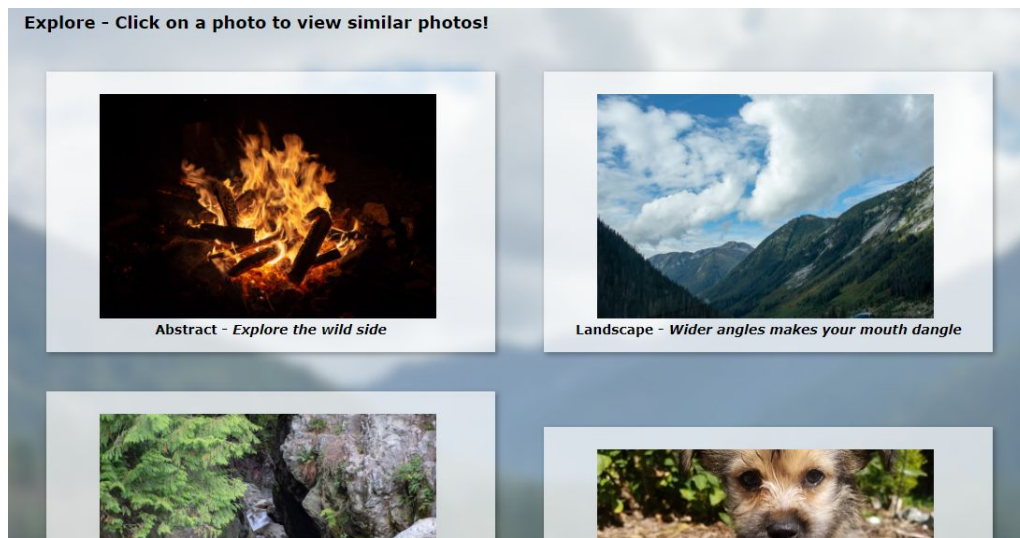 Explore - Click on a photo to view similar photos!
Abstract - Explore the wild side
Landscape - Wider angles makes your mouth dangle